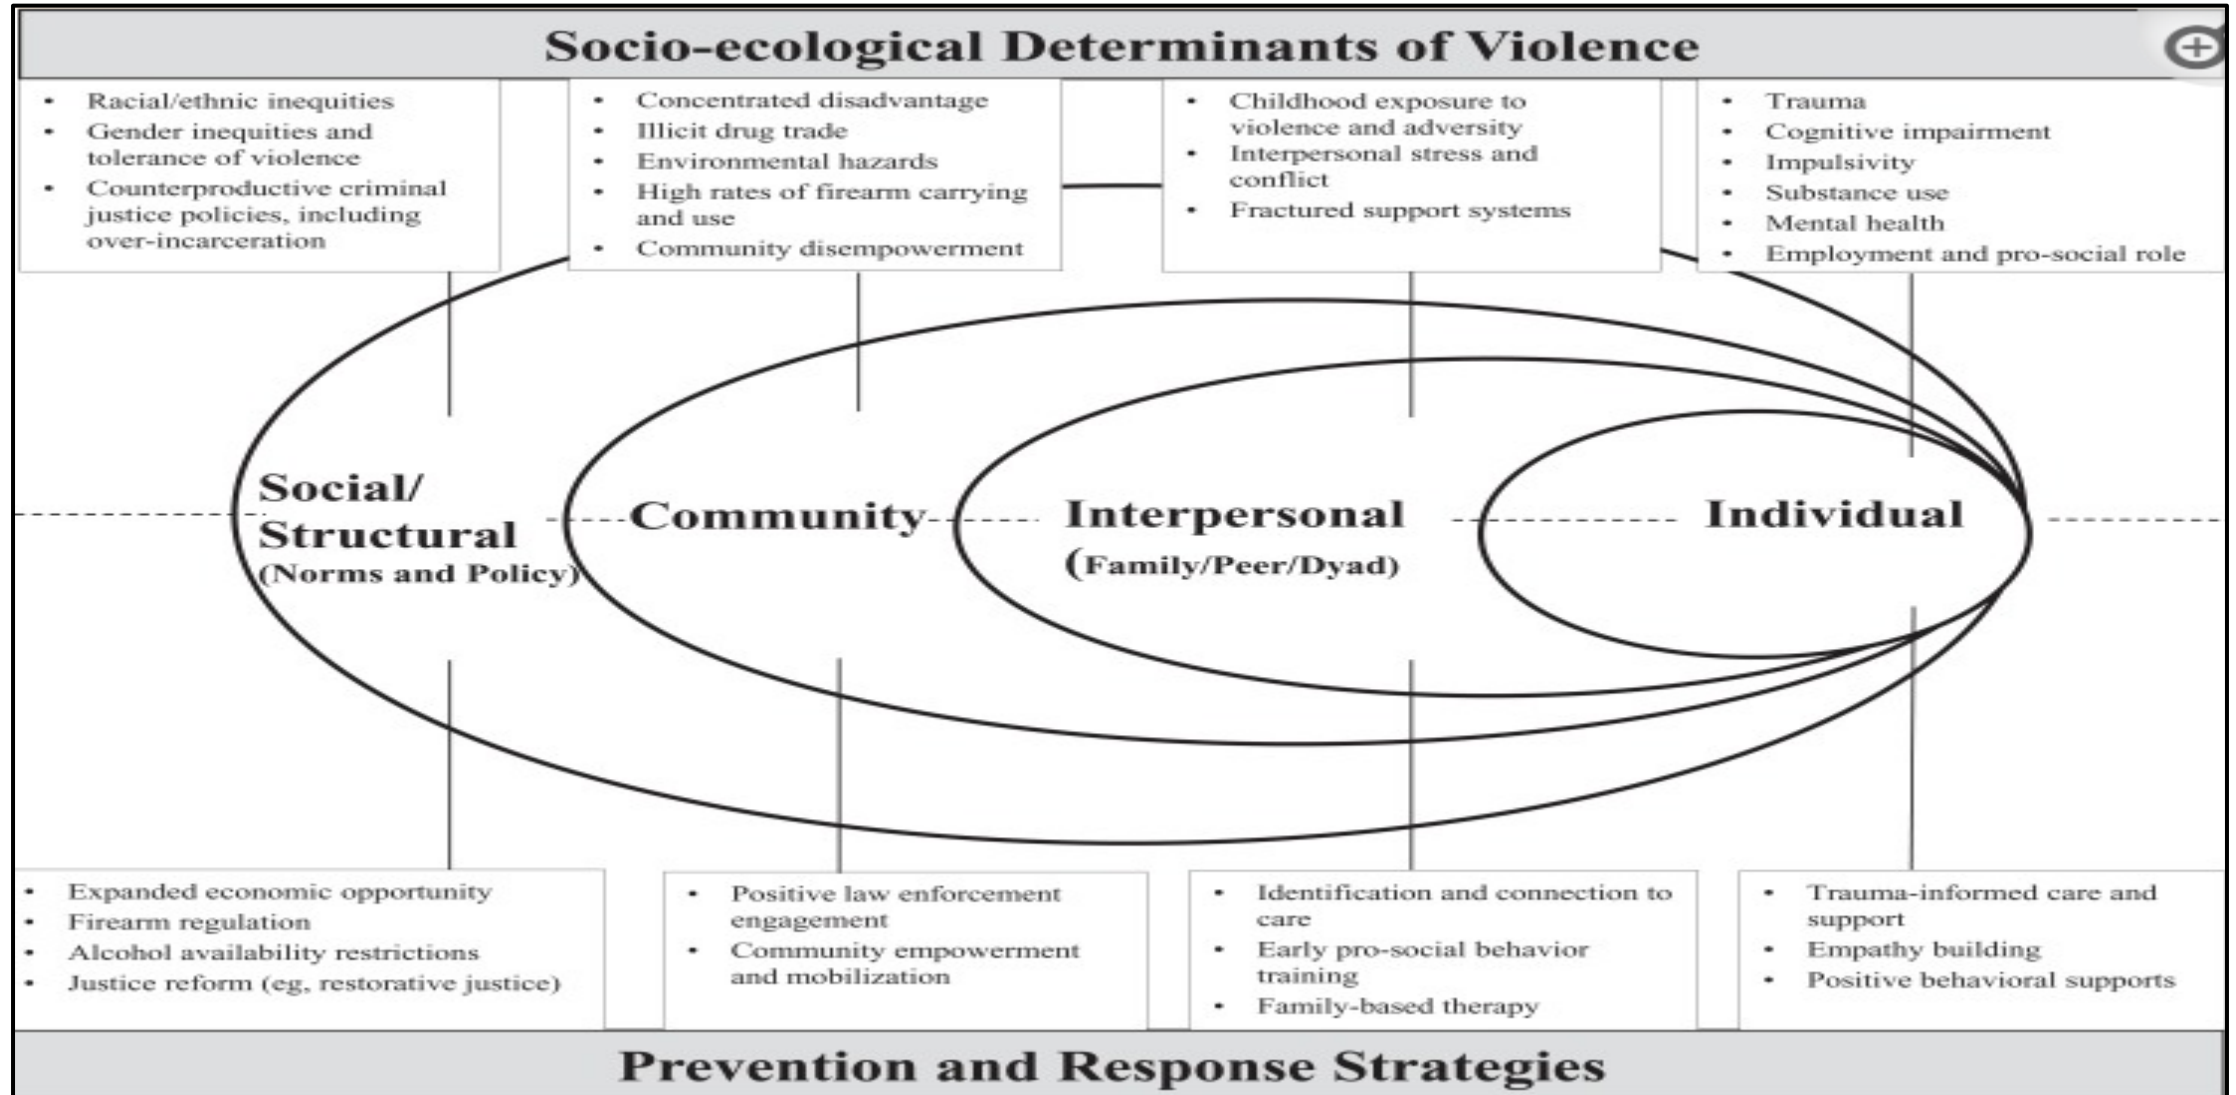 Socio-ecological Determinants of Violence
• Racial/ethnic inequities
• Gender inequities and
tolerance of violence
• Counterproductive criminal
justice policies, including
over-incarceration
• Concentrated disadvantage
• Illicit drug trade
• Environmental hazards
• High rates of firearm carrying
and use
• Community disempowerment
• Childhood exposure to
violence and adversity
• Interpersonal stress and
conflict
• Fractured support systems
• Trauma
• Cognitive impairment
• Impulsivity
• Substance use
• Mental health
• Employment and pro-social role
Social/
Structural
(Norms and Policy)
Community
Interpersonal
(Family/Peer/Dyad)
Individual
• Expanded economic opportunity
• Firearm regulation
• Alcohol availability restrictions
• Justice reform (eg, restorative justice)
• Positive law enforcement
engagement
• Community empowerment
and mobilization
• Identification and connection to
care
• Early pro-social behavior
training
• Family-based therapy
• Trauma-informed care and
support
• Empathy building
• Positive behavioral supports
Prevention and Response Strategies